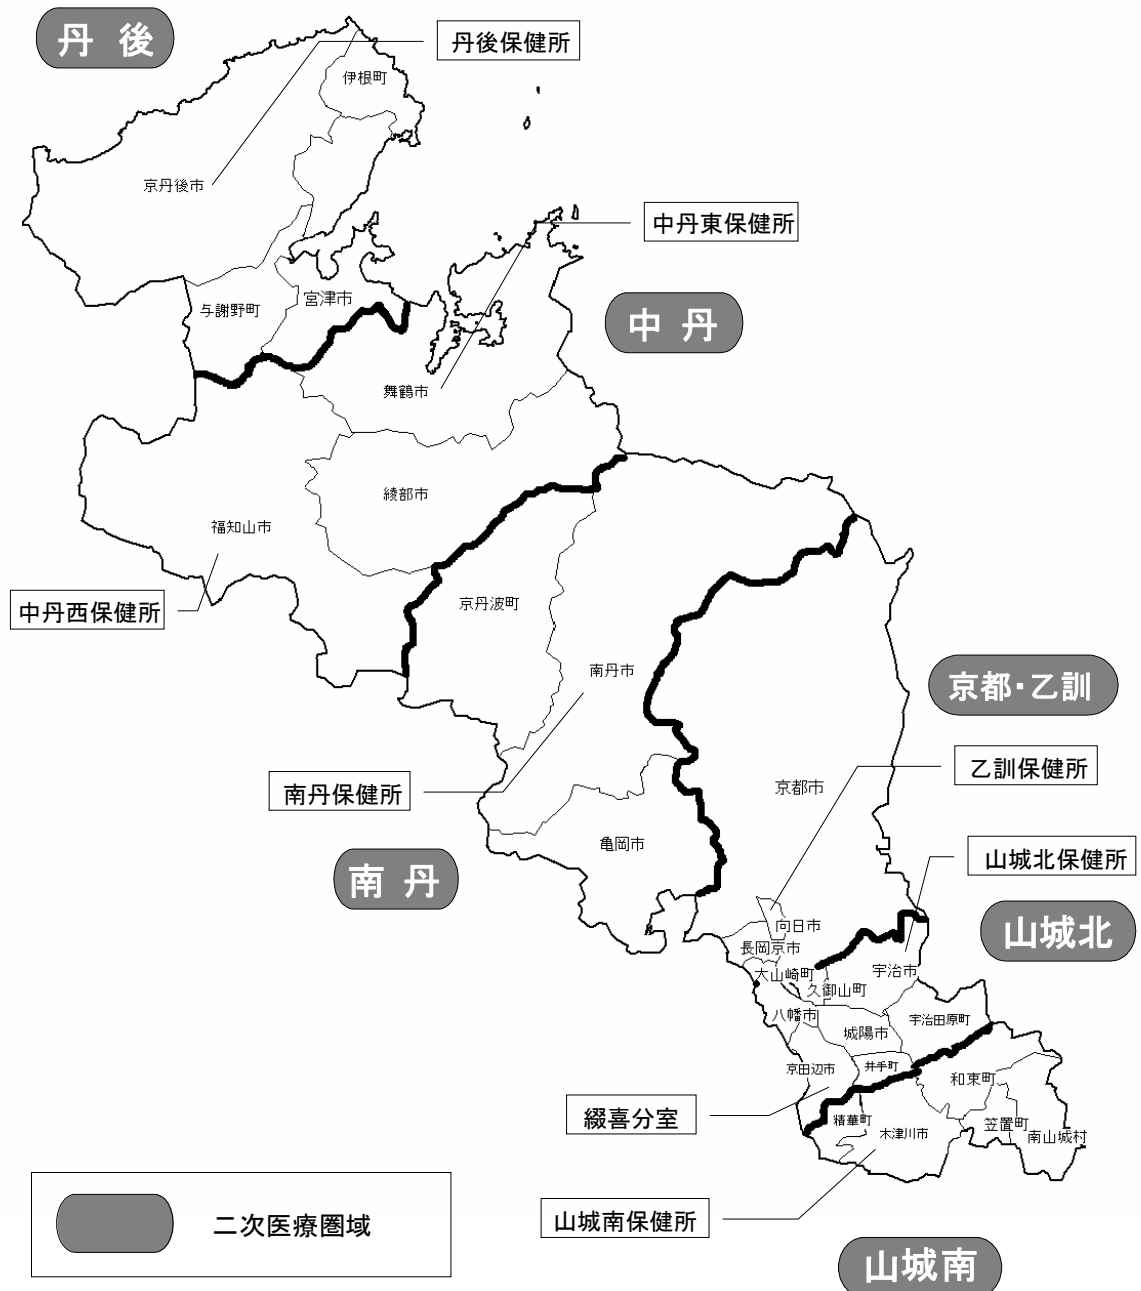 丹後
丹後保健所
伊根町
京丹後市
中丹東保健所
宮津市
与謝野町
中丹
舞鶴市
綾部市
福知山市
中丹西保健所
京丹波町
南丹市
京都・乙訓
乙訓保健所
京都市
南丹保健所
亀岡市
山城北保健所
南丹
向日市
山城北
長岡京市
大山崎町
宇治市
久御山町
八幡市
宇治田原町
城陽市
京田辺市
井手町
和束町
綴喜分室
精華町
木津川市
笠置町
南山城村
山城南保健所
二次医療圏域
山城南